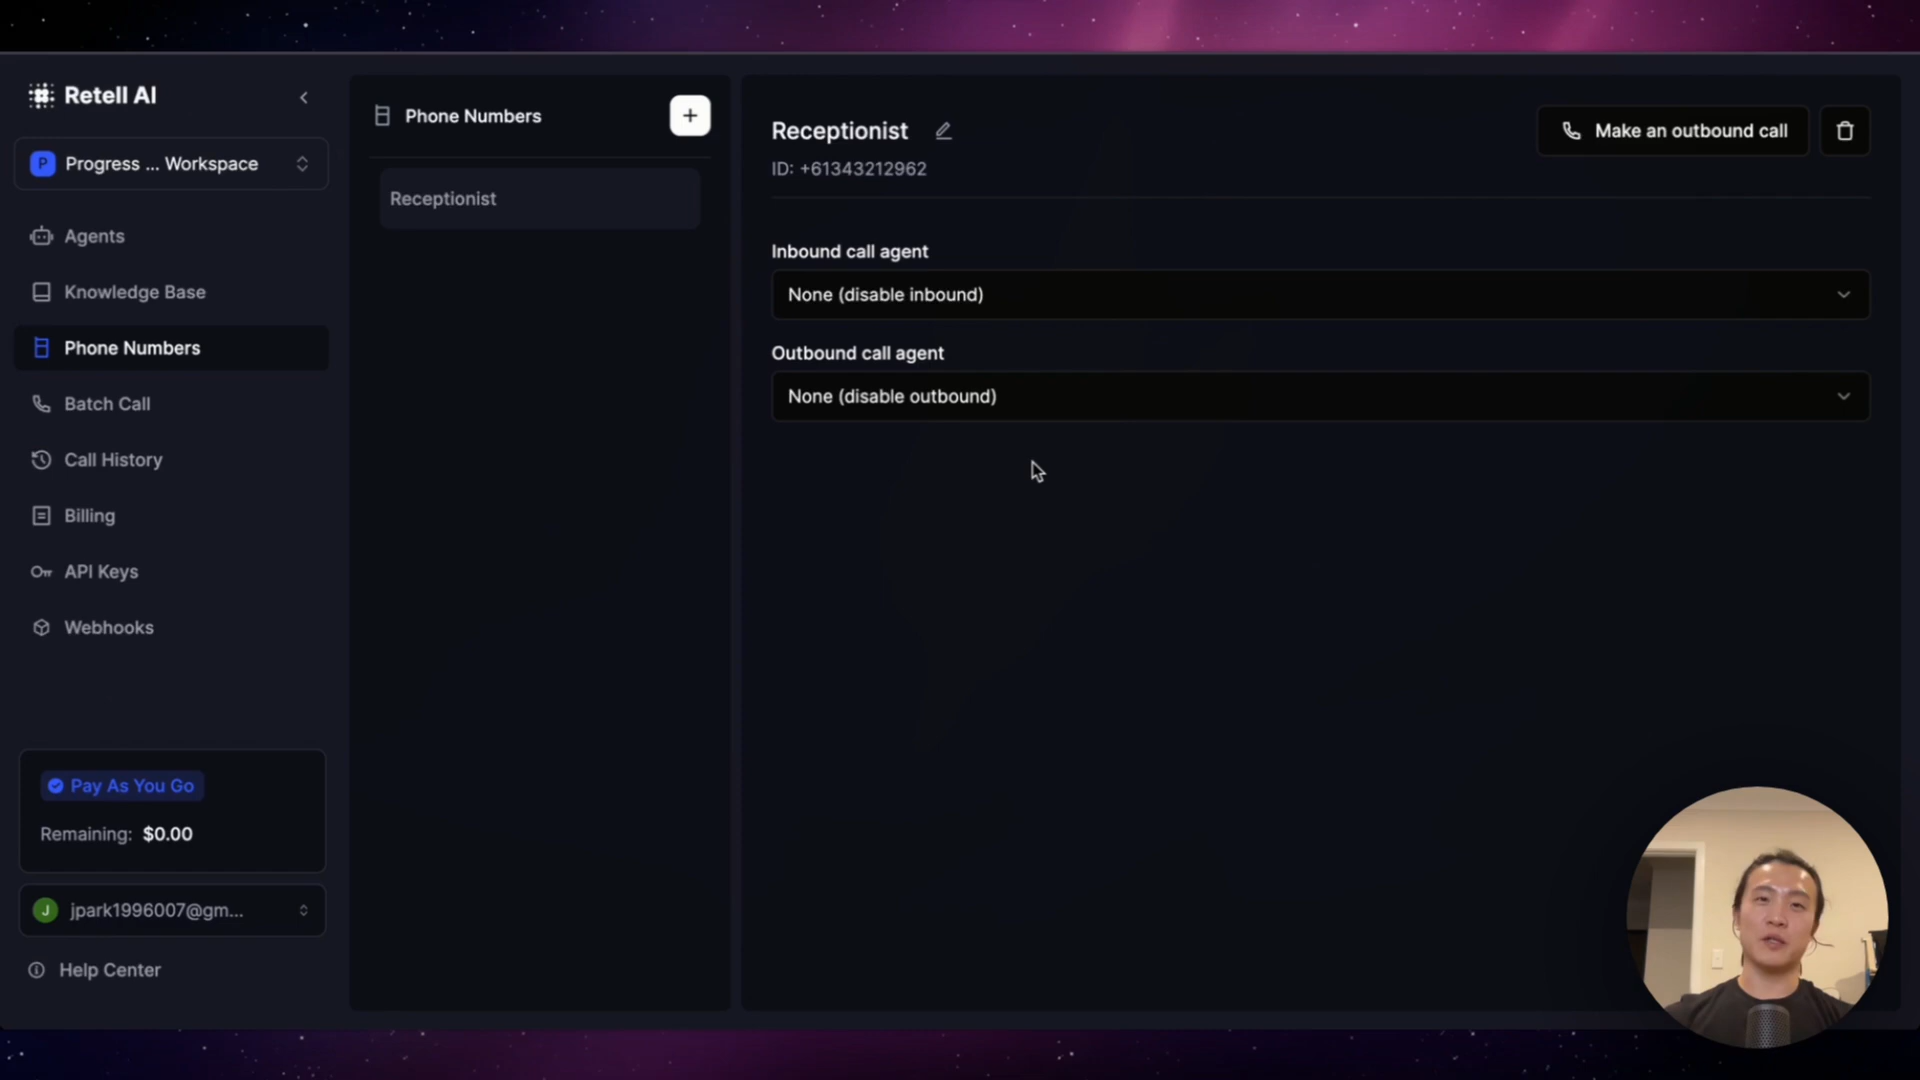 Retell AI
P Progress ... Workspace
Agents
Knowledge Base
Phone Numbers
Batch Call
Call History
Billing
API Keys
Webhooks
Pay As You Go
Remaining: $0.00
J jpark1996007@gm...
Help Center
Phone Numbers
+
Receptionist
Receptionist
Make an outbound call
ID: +61343212962
Inbound call agent
None (disable inbound)
Outbound call agent
None (disable outbound)